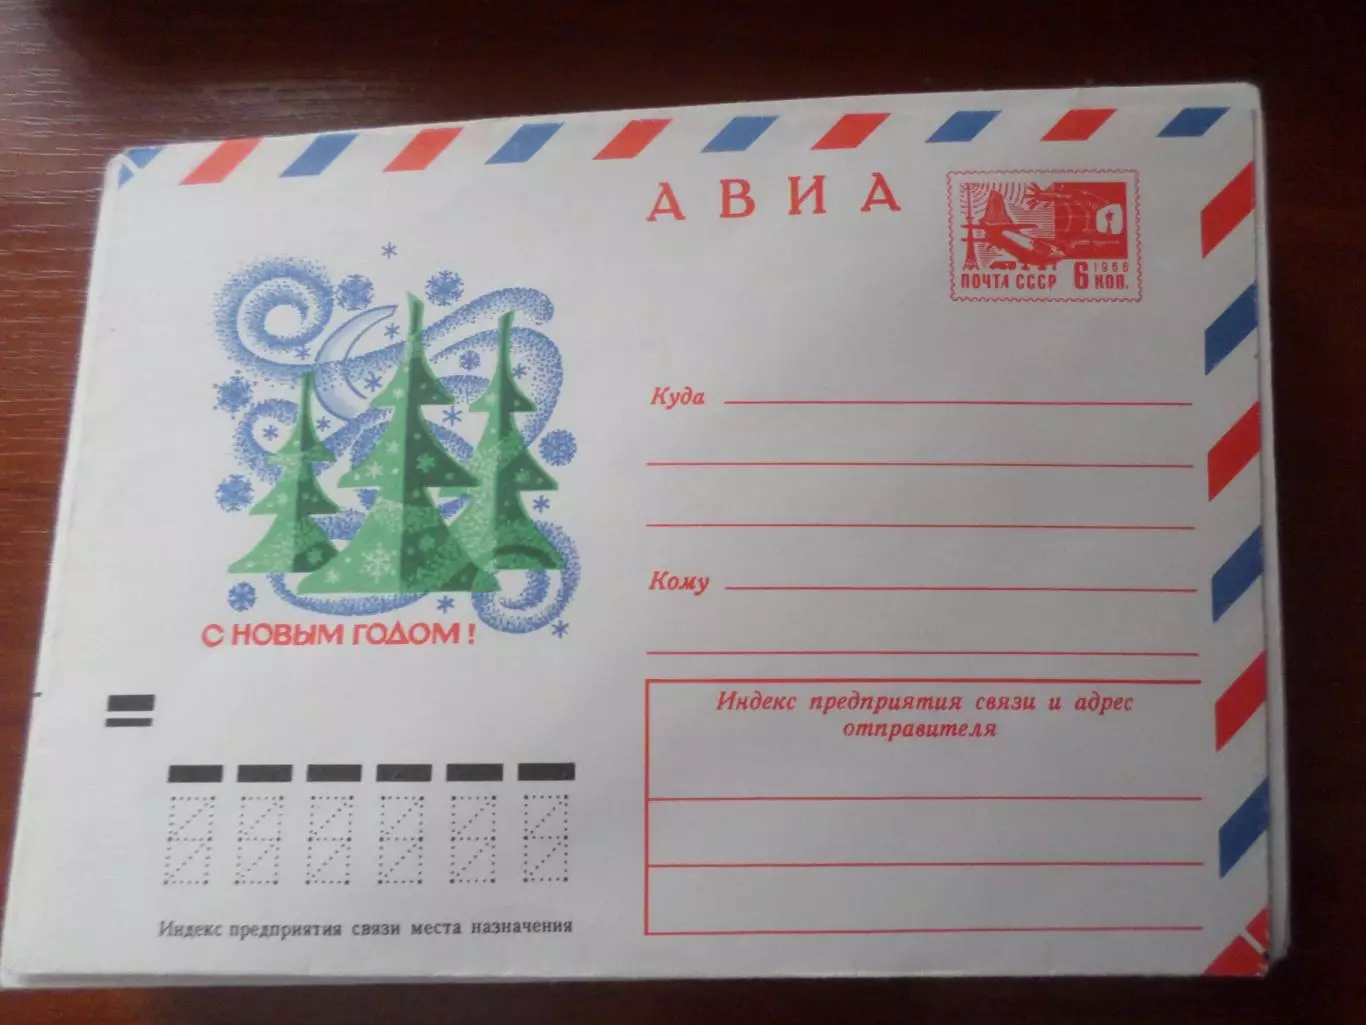 АВИА
1966
ПОЧТА СССР 6 КОП.
Куда
Кому
С НОВЫМ ГОДОМ!
Индекс предприятия связи и адрес
отправителя
Индекс предприятия связи места назначения